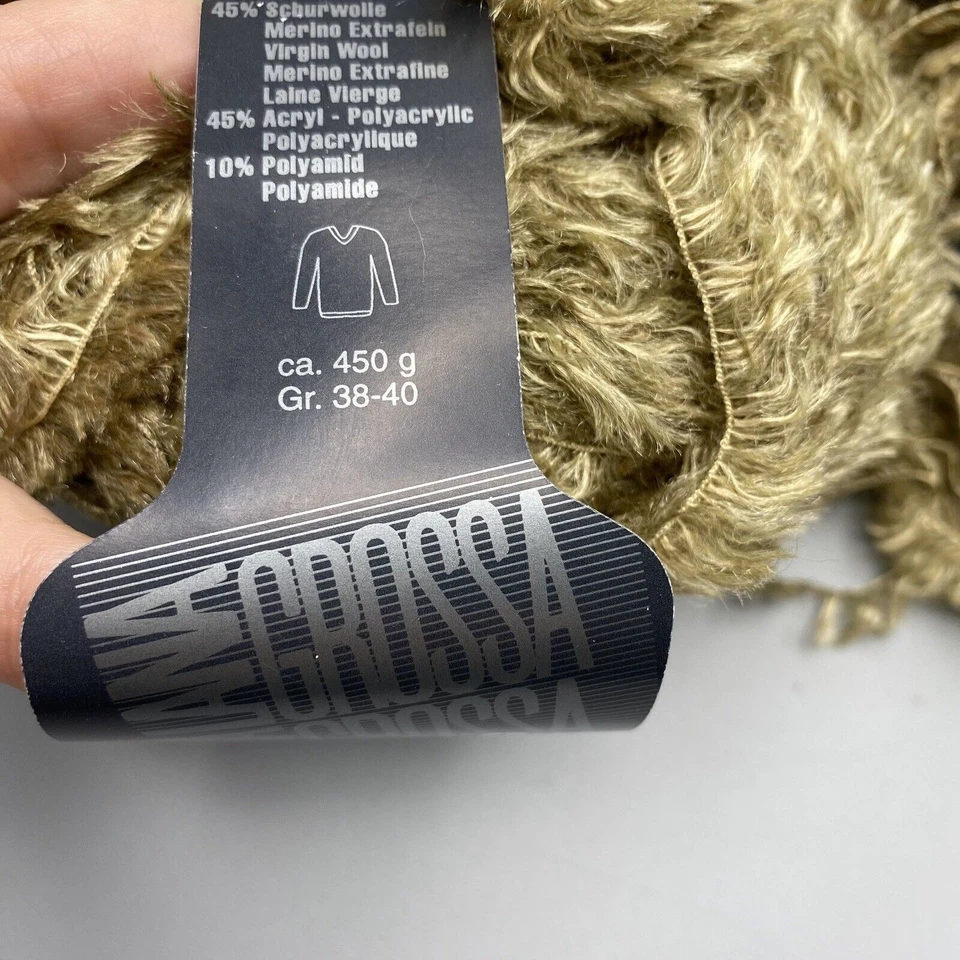 45% Schurwolle
Merino Extrafein
Virgin Wool
Merino Extrafine
Laine Vierge
45% Acryl - Polyacrylic
Polyacrylique
10% Polyamid
Polyamide
ca. 450 g
Gr. 38-40
GROSSA
GROSSA